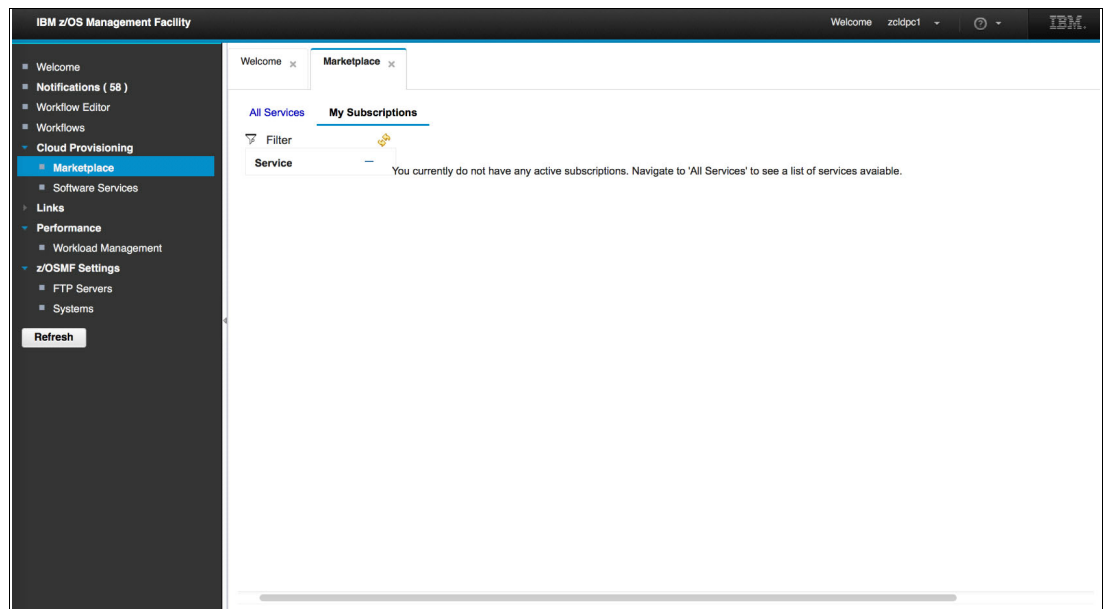 IBM z/OS Management Facility
Welcome zcldpc1
IBM.
Welcome
Notifications ( 58 )
Workflow Editor
Workflows
Cloud Provisioning
Marketplace
Software Services
Links
Performance
Workload Management
z/OSMF Settings
FTP Servers
Systems
Refresh
Welcome
Marketplace
All Services
My Subscriptions
Filter
Service
You currently do not have any active subscriptions. Navigate to 'All Services' to see a list of services avaiable.